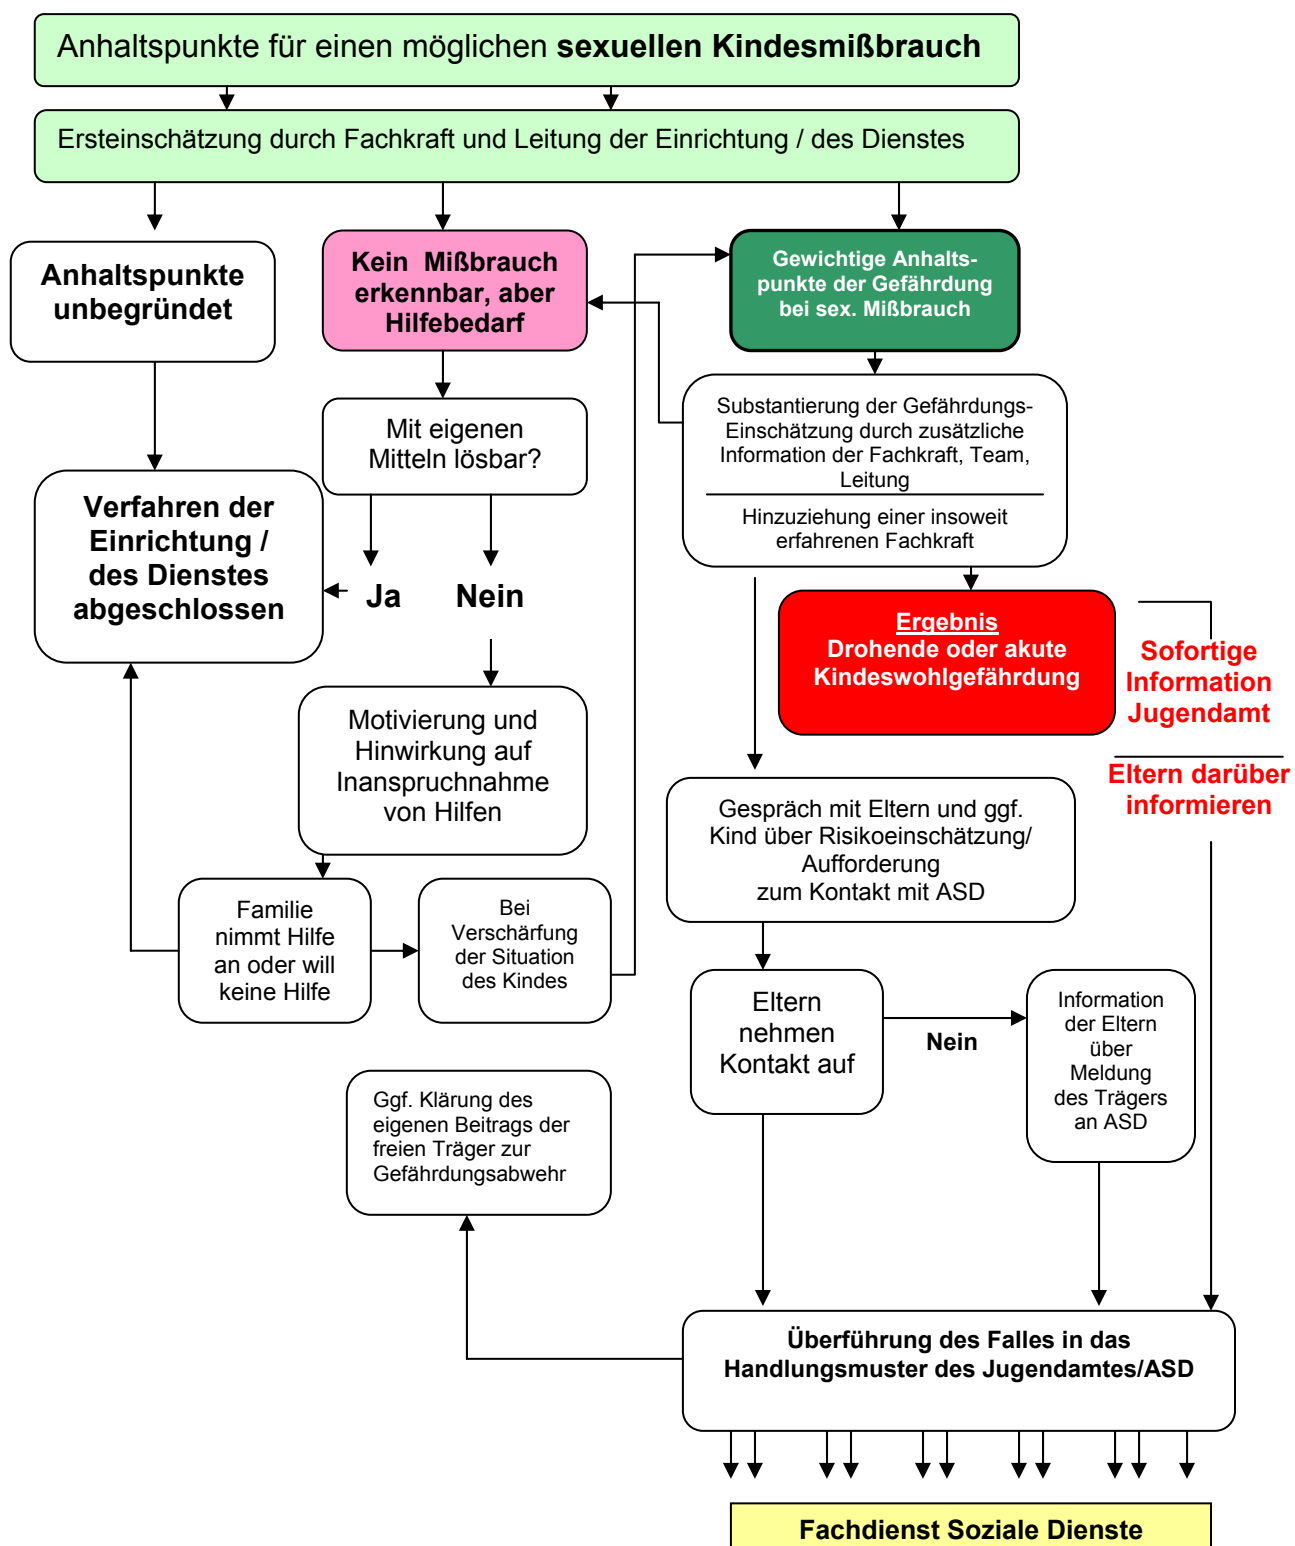 Anhaltspunkte für einen möglichen sexuellen Kindesmißbrauch
Ersteinschätzung durch Fachkraft und Leitung der Einrichtung / des Dienstes
Anhaltspunkte
unbegründet
Kein Mißbrauch
erkennbar, aber
Hilfebedarf
Gewichtige Anhalts-
punkte der Gefährdung
bei sex. Mißbrauch
Mit eigenen
Mitteln lösbar?
Substantierung der Gefährdungs-
Einschätzung durch zusätzliche
Information der Fachkraft, Team,
Leitung
Hinzuziehung einer insoweit
erfahrenen Fachkraft
Verfahren der
Einrichtung /
des Dienstes
abgeschlossen
Ja
Nein
Ergebnis
Drohende oder akute
Kindeswohlgefährdung
Sofortige
Information
Jugendamt
Eltern darüber
informieren
Motivierung und
Hinwirkung auf
Inanspruchnahme
von Hilfen
Gespräch mit Eltern und ggf.
Kind über Risikoeinschätzung/
Aufforderung
zum Kontakt mit ASD
Familie
nimmt Hilfe
an oder will
keine Hilfe
Bei
Verschärfung
der Situation
des Kindes
Eltern
nehmen
Kontakt auf
Nein
Information
der Eltern
über
Meldung
des Trägers
an ASD
Ggf. Klärung des
eigenen Beitrags der
freien Träger zur
Gefährdungsabwehr
Überführung des Falles in das
Handlungsmuster des Jugendamtes/ASD
Fachdienst Soziale Dienste